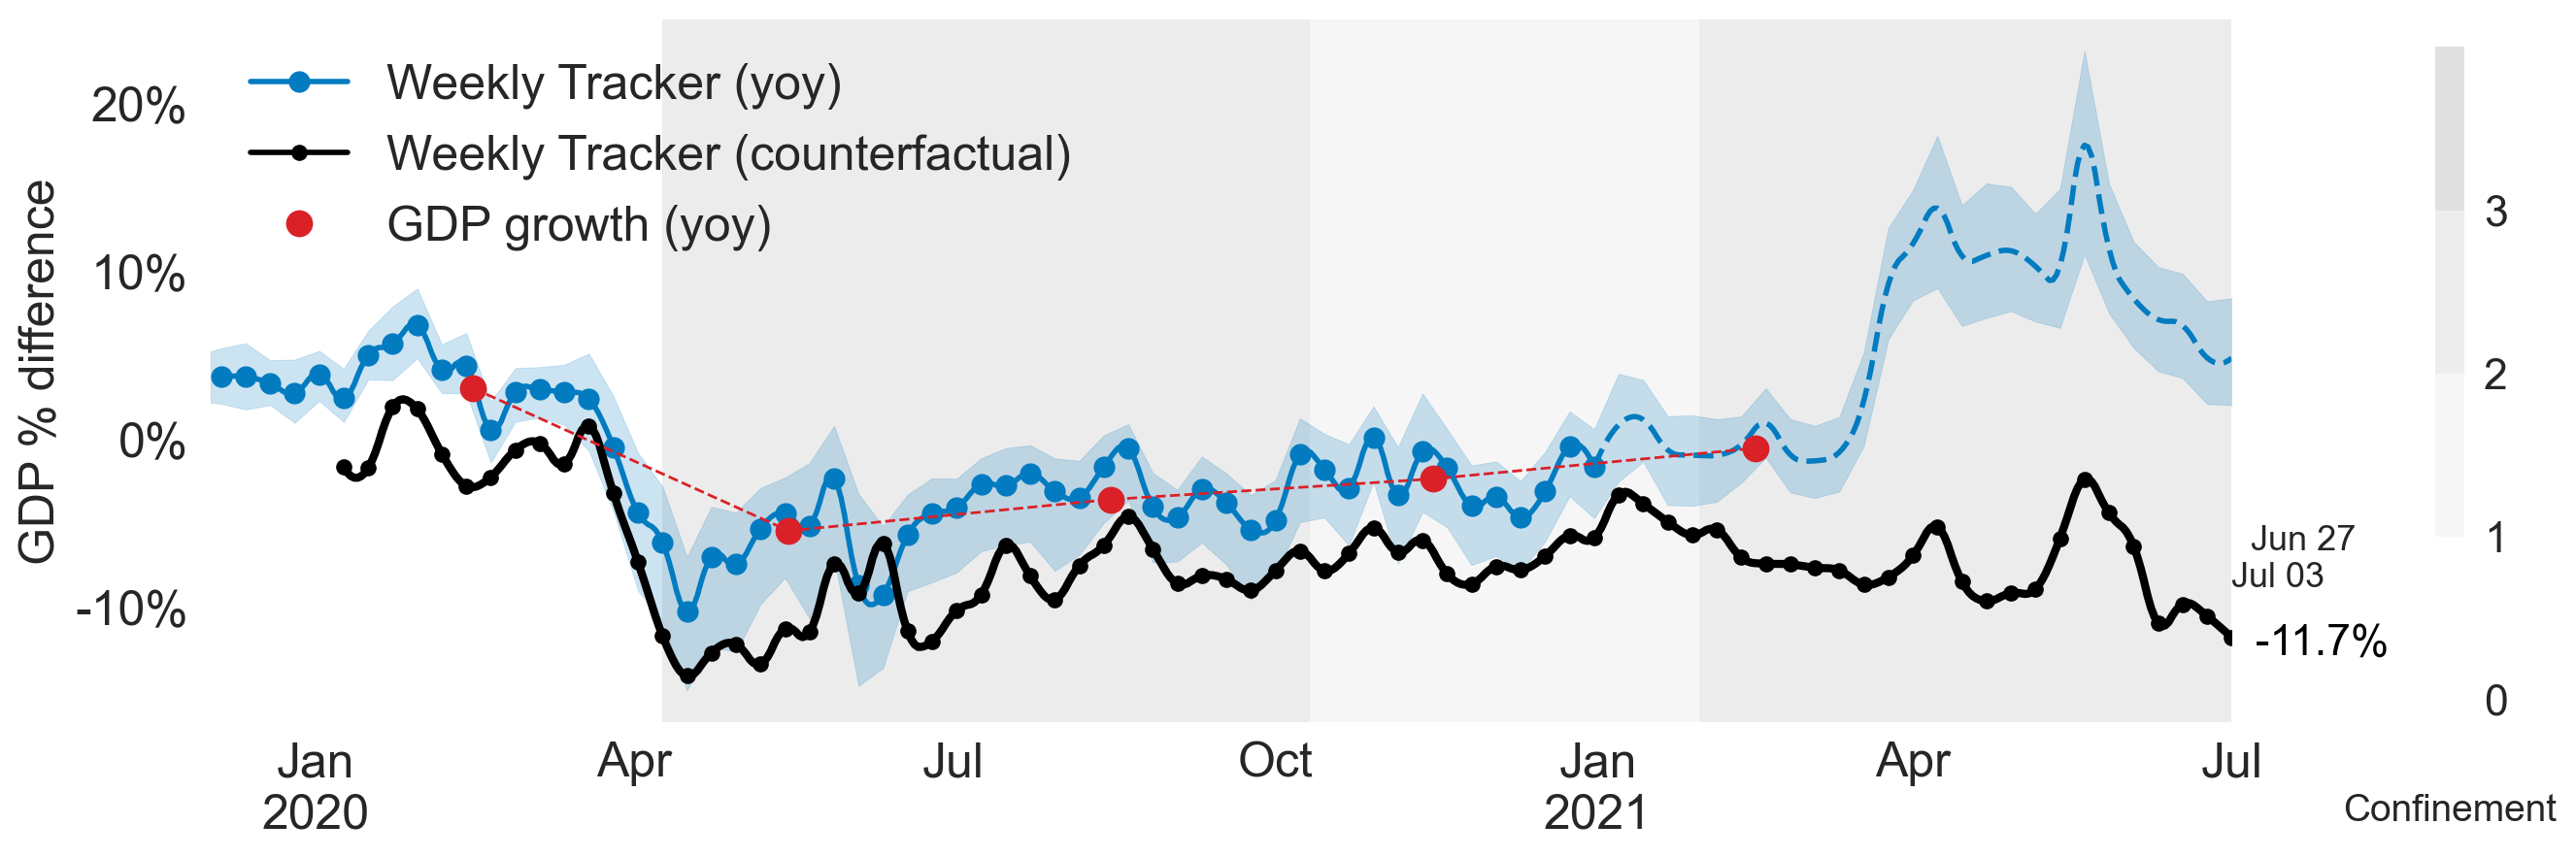 Weekly Tracker (yoy)
Weekly Tracker (counterfactual)
GDP growth (yoy)
GDP % difference
20%
10%
0%
-10%
Jan
2020
Apr
Jul
Oct
Jan
2021
Apr
Jul
Jun 27
Jul 03
-11.7%
3
2
1
0
Confinement